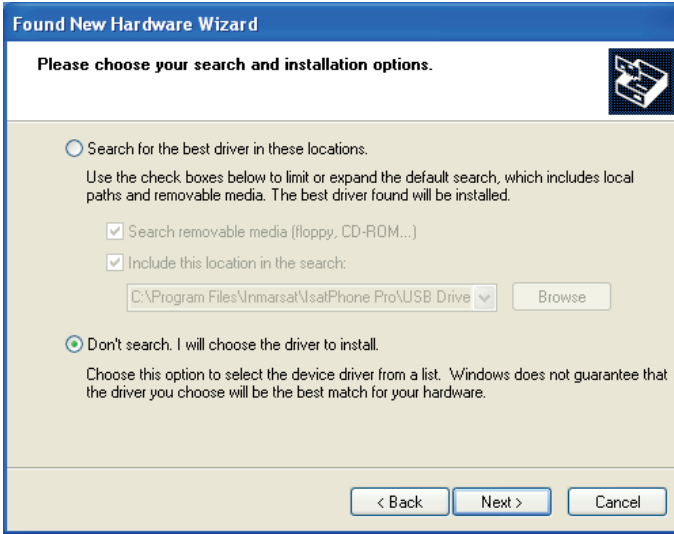 Found New Hardware Wizard
Please choose your search and installation options.
Search for the best driver in these locations.
Use the check boxes below to limit or expand the default search, which includes local
paths and removable media. The best driver found will be installed.
Search removable media (floppy, CD-ROM...)
Include this location in the search:
C:\Program Files\Inmarsat\IsatPhone Pro\USB Drive
Browse
Don't search. I will choose the driver to install.
Choose this option to select the device driver from a list. Windows does not guarantee that
the driver you choose will be the best match for your hardware.
< Back Next > Cancel